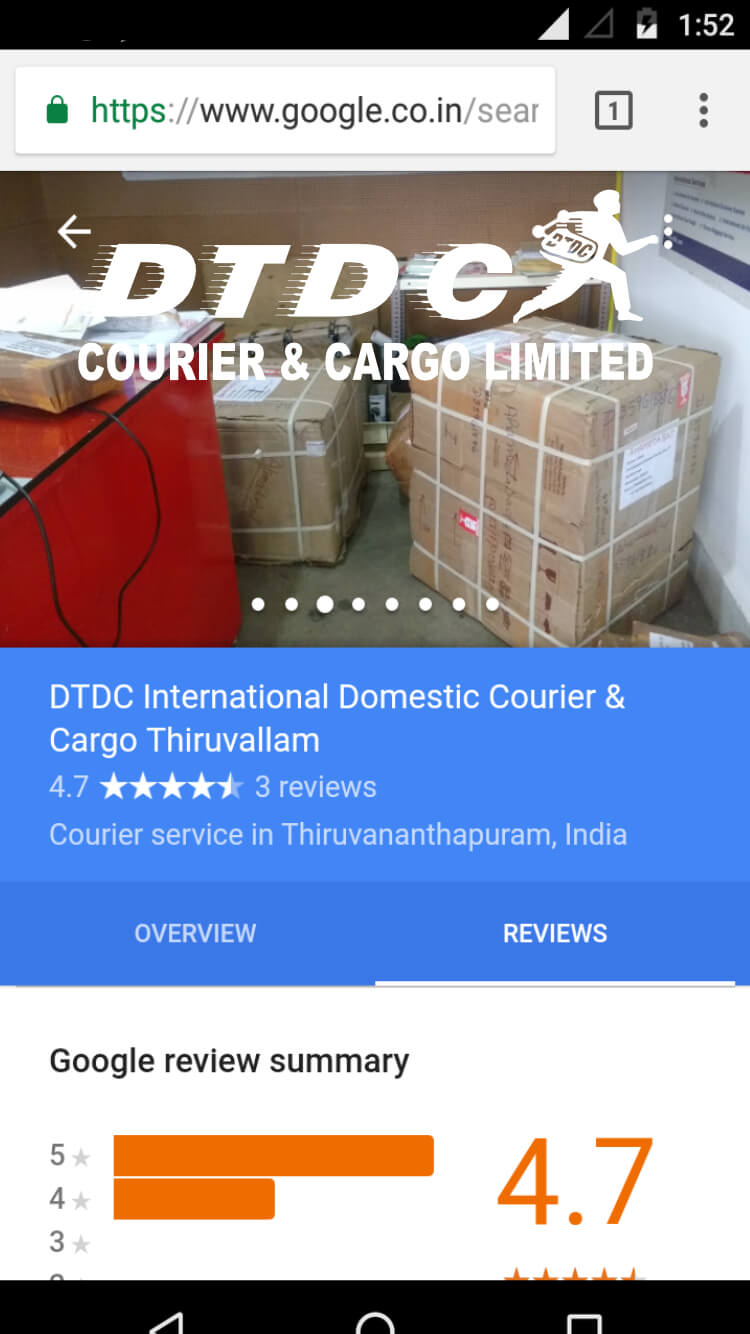 1:52
https://www.google.co.in/sear
1
DTDC
DTDC
COURIER & CARGO LIMITED
DTDC International Domestic Courier &
Cargo Thiruvallam
4.7 ★★★★ 3 reviews
Courier service in Thiruvananthapuram, India
OVERVIEW
REVIEWS
Google review summary
5 ★
4 ★
3 ★
4.7